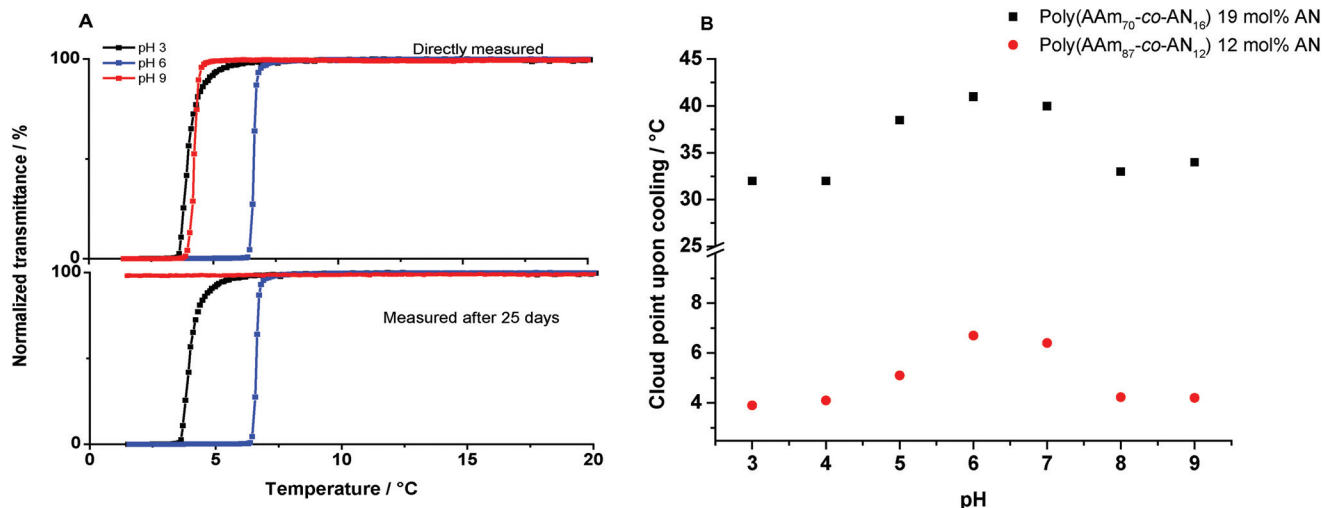 A
pH 3
pH 6
pH 9
Directly measured
100
0
100
Measured after 25 days
0
0 5 10 15 20
Normalized transmittance / %
Temperature / °C
B
Poly(AAm70-co-AN16) 19 mol% AN
Poly(AAm87-co-AN12) 12 mol% AN
40
35
30
25
8
6
4
3 4 5 6 7 8 9
Cloud point upon cooling / °C
pH